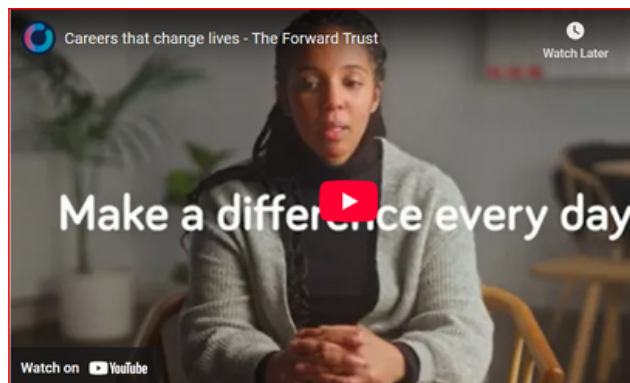 Careers that change lives - The Forward Trust
Watch Later
Make a difference every day
Watch on YouTube